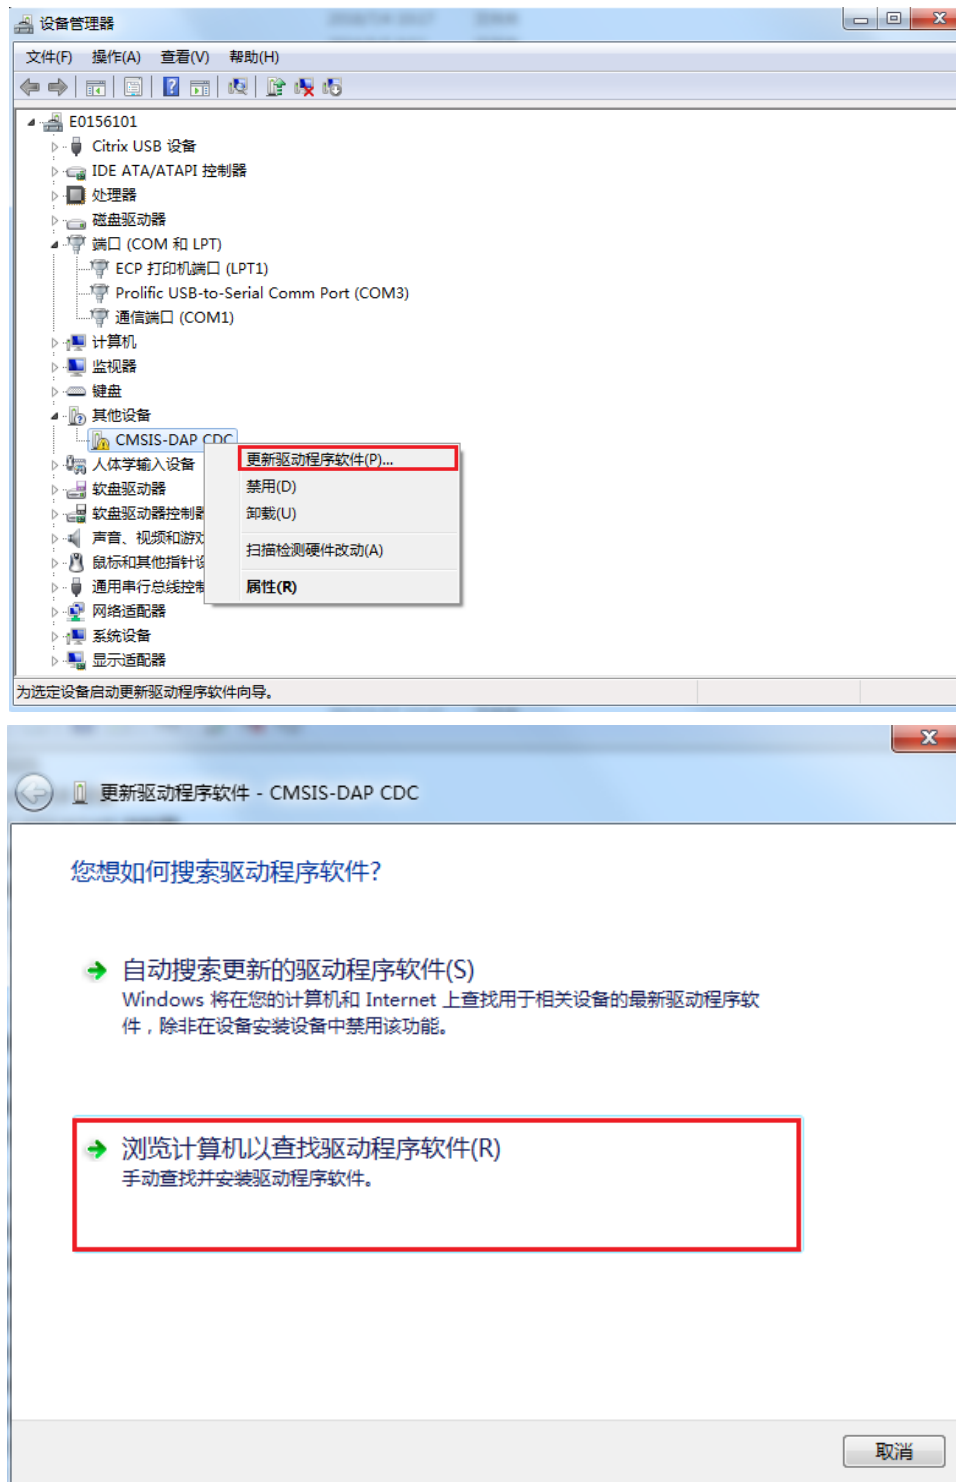 设备管理器
文件(F) 操作(A) 查看(V) 帮助(H)
E0156101
Citrix USB 设备
IDE ATA/ATAPI 控制器
处理器
磁盘驱动器
端口 (COM 和 LPT)
ECP 打印机端口 (LPT1)
Prolific USB-to-Serial Comm Port (COM3)
通信端口 (COM1)
计算机
监视器
键盘
其他设备
CMSIS-DAP CDC
人体学输入设备
软盘驱动器
软盘驱动器控制器
声音、视频和游戏
鼠标和其他指针设
通用串行总线控制
网络适配器
系统设备
显示适配器
更新驱动程序软件(P)...
禁用(D)
卸载(U)
扫描检测硬件改动(A)
属性(R)
为选定设备启动更新驱动程序软件向导。
更新驱动程序软件 - CMSIS-DAP CDC
您想如何搜索驱动程序软件?
自动搜索更新的驱动程序软件(S)
Windows 将在您的计算机和 Internet 上查找用于相关设备的最新驱动程序软
件，除非在设备安装设备中禁用该功能。
浏览计算机以查找驱动程序软件(R)
手动查找并安装驱动程序软件。
取消